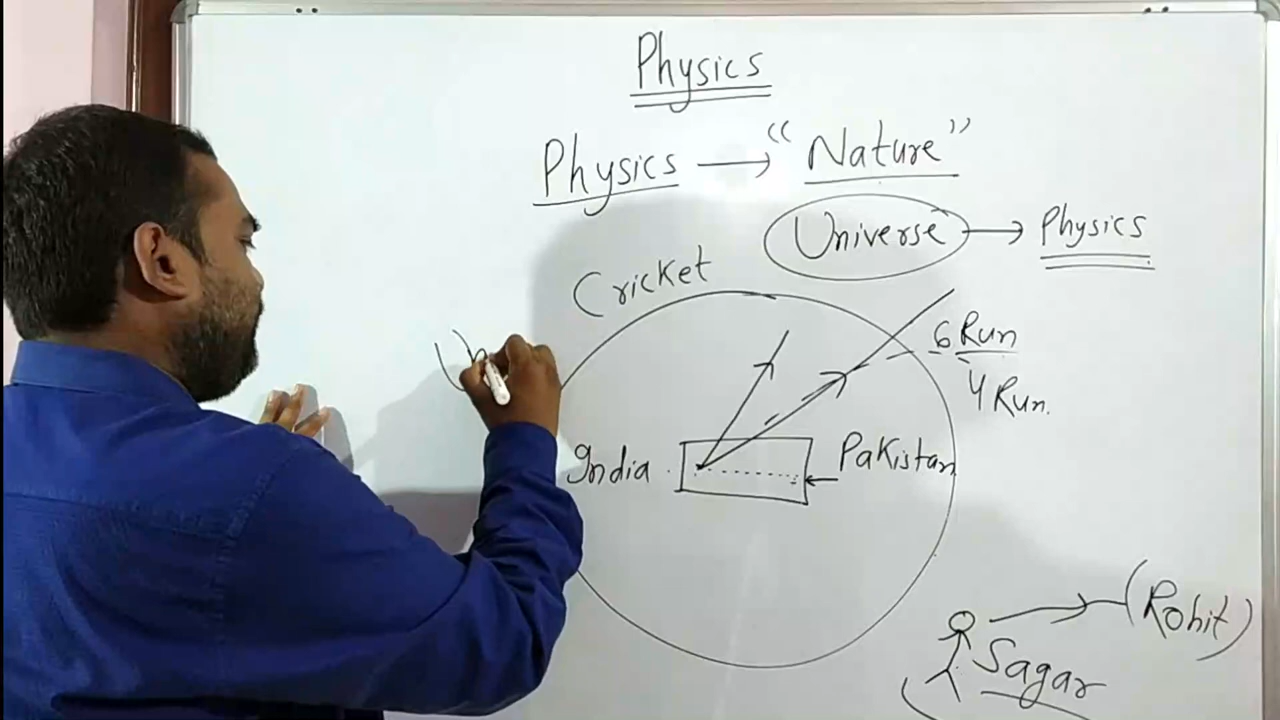 Physics
Physics → "Nature"
Universe → Physics
Cricket
6 Run
4 Run.
India
Pakistan
(Rohit)
Sagar